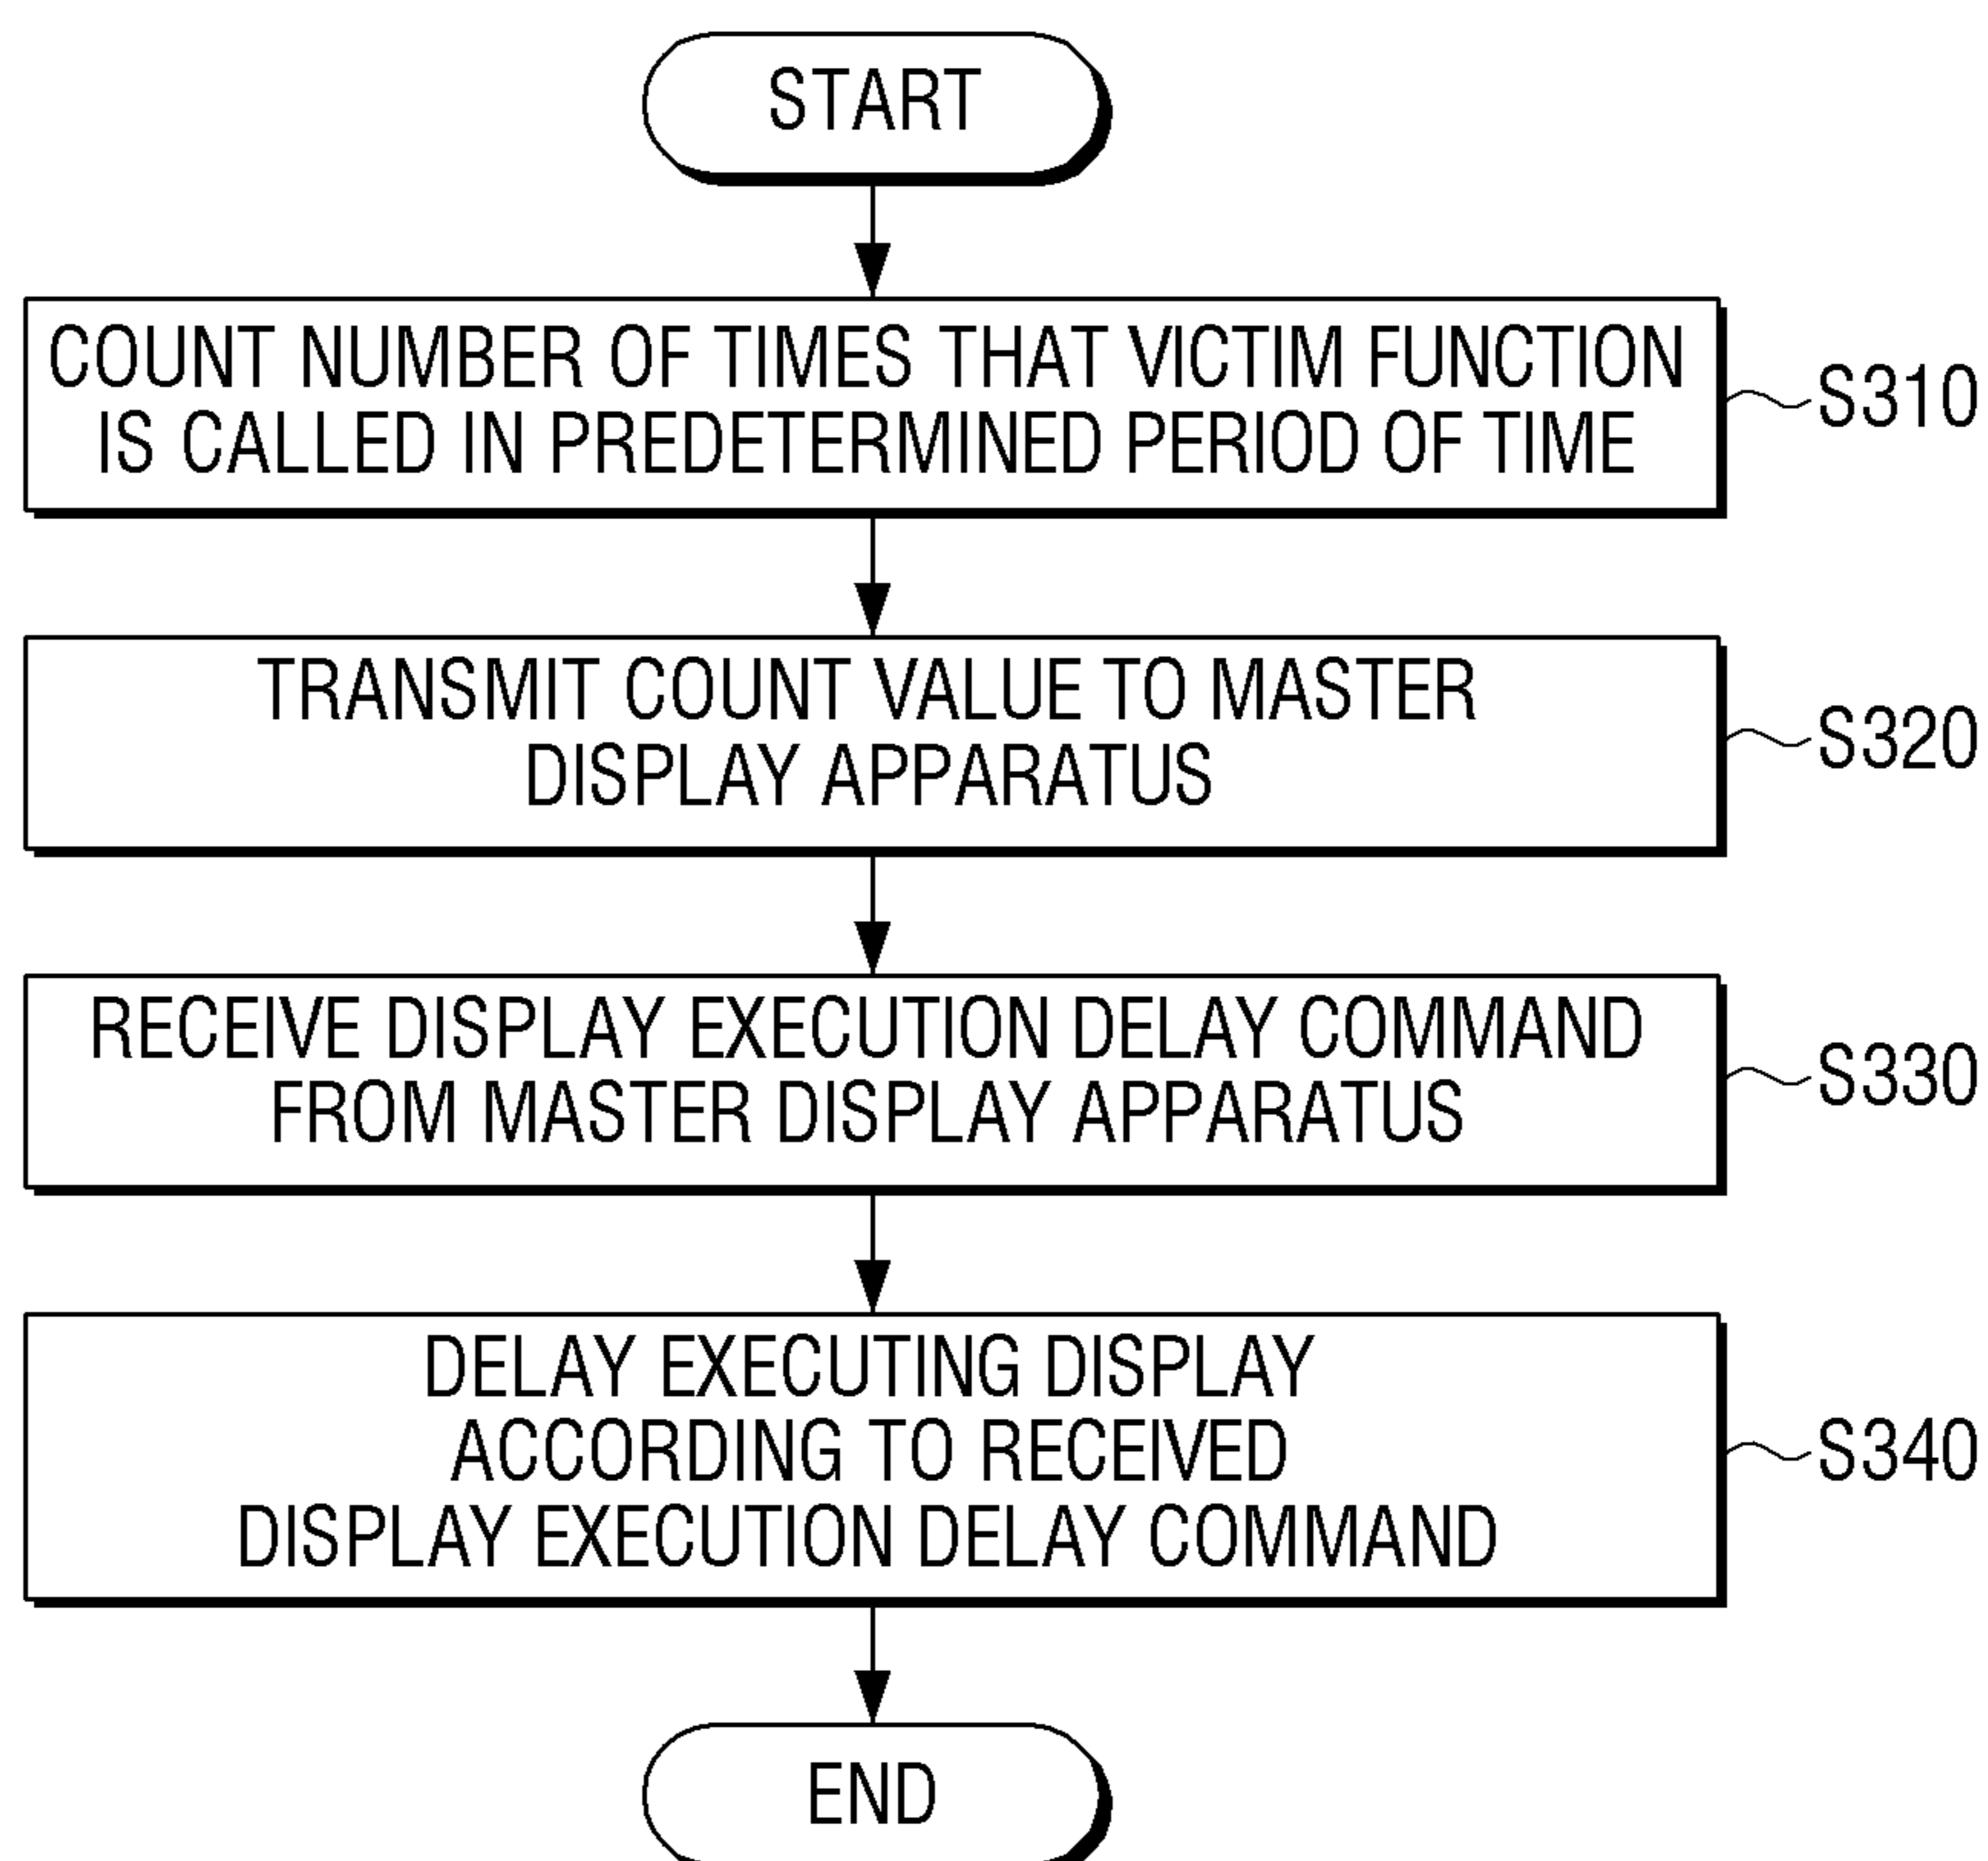 START
COUNT NUMBER OF TIMES THAT VICTIM FUNCTION
IS CALLED IN PREDETERMINED PERIOD OF TIME
S310
TRANSMIT COUNT VALUE TO MASTER
DISPLAY APPARATUS
S320
RECEIVE DISPLAY EXECUTION DELAY COMMAND
FROM MASTER DISPLAY APPARATUS
S330
DELAY EXECUTING DISPLAY
ACCORDING TO RECEIVED
DISPLAY EXECUTION DELAY COMMAND
S340
END